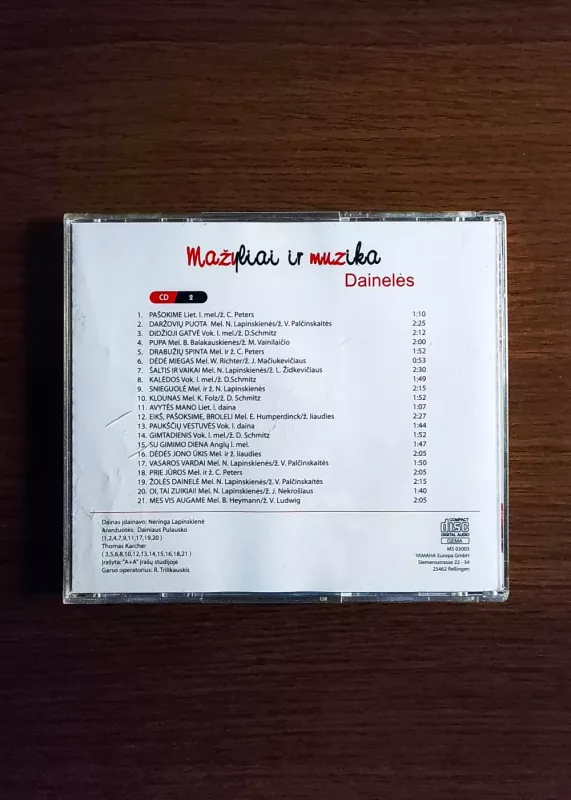 Mažyliai ir muzika
Dainelės
CD 2
1. PAŠOKIME Liet. l. mel./ž. C. Peters 1:10
2. DARŽOVIŲ PUOTA Mel. N. Lapinskienės/ž. V. Palčinskaitės 2:25
3. DIDŽIOJI GATVĖ Vok. l. mel./ž. D.Schmitz 2:12
4. PUPA Mel. B. Balakauskienės/ž. M. Vainilaičio 2:00
5. DRABUŽIŲ SPINTA Mel. ir ž. C. Peters 1:52
6. DĖDĖ MIEGAS Mel. W. Richter/ž. J. Mačiukevičiaus 0:53
7. ŠALTIS IR VAIKAI Mel. N. Lapinskienės/ž. L. Židkevičiaus 2:30
8. KALĖDOS Vok. l. mel./ž. D.Schmitz 1:49
9. SNIEGUOLĖ Mel. ir ž. N. Lapinskienės 2:15
10. KLOUNAS Mel. K. Folz/ž. D. Schmitz 1:52
11. AVYTĖS MANO Liet. l. daina 1:07
12. EIKŠ, PAŠOKSIME, BROLELI Mel. E. Humperdinck/ž. liaudies 2:27
13. PAUKŠČIŲ VESTUVĖS Vok. l. daina 1:44
14. GIMTADIENIS Vok. l. mel./ž. D. Schmitz 1:52
15. SU GIMIMO DIENA Anglų l. mel. 1:47
16. DĖDĖS JONO ŪKIS Mel. ir ž. liaudies 2:05
17. VASAROS VARDAI Mel. N. Lapinskienės/ž. V. Palčinskaitės 1:50
18. PRIE JŪROS Mel. ir ž. C. Peters 2:05
19. ŽOLĖS DAINELĖ Mel. N. Lapinskienės/ž. V. Palčinskaitės 2:15
20. OI, TAI ZUIKIAI! Mel. N. Lapinskienės/ž. J. Nekrošiaus 1:40
21. MES VIS AUGAME Mel. B. Heymann/ž. V. Ludwig 2:05
Dainas įdainavo: Neringa Lapinskienė
Aranžuotės: Dainiaus Pulausko
(1,2,4,7,9,11,17,19,20 )
Thomas Karcher
( 3,5,6,8,10,12,13,14,15,16,18,21 )
Įrašyta: "A+A" įrašų studijoje
Garso operatorius: R. Trilikauskis
COMPACT
disc
DIGITAL AUDIO
GEMA
MS 03003
YAMAHA Europa GmbH
Siemensstrasse 22 - 34
25462 Rellingen